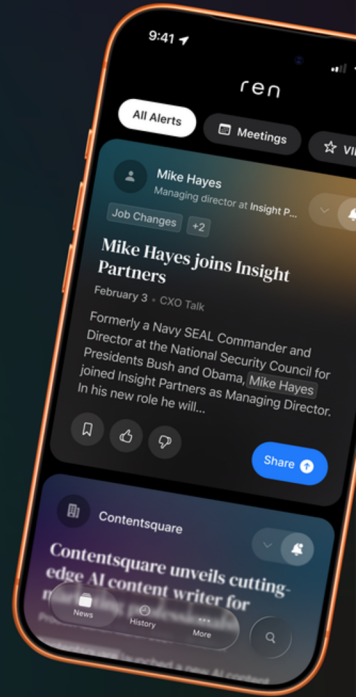 9:41
ren
All Alerts
Meetings
VI
Mike Hayes
Managing director at Insight P...
Job Changes +2
Mike Hayes joins Insight
Partners
February 3 • CXO Talk
Formerly a Navy SEAL Commander and
Director at the National Security Council for
Presidents Bush and Obama, Mike Hayes
joined Insight Partners as Managing Director.
In his new role he will...
Share
Contentsquare
Contentsquare unveils cutting-
edge AI content writer for
News
History
More